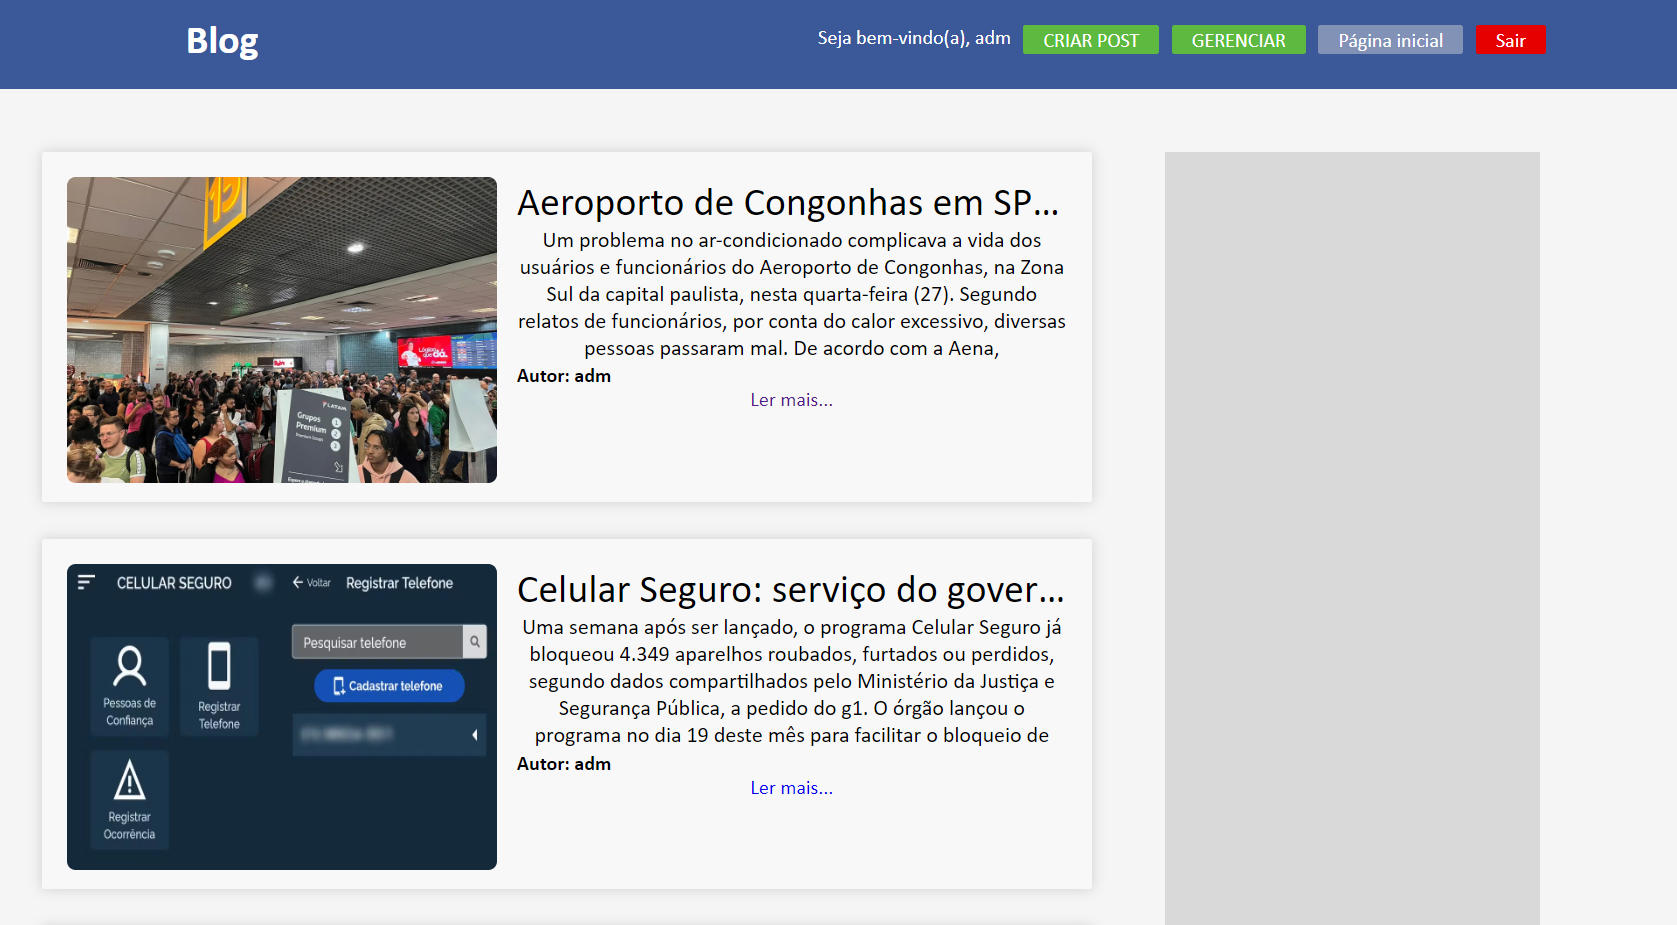 Blog
Seja bem-vindo(a), adm
CRIAR POST
GERENCIAR
Página inicial
Sair
Aeroporto de Congonhas em SP...
Um problema no ar-condicionado complicava a vida dos
usuários e funcionários do Aeroporto de Congonhas, na Zona
Sul da capital paulista, nesta quarta-feira (27). Segundo
relatos de funcionários, por conta do calor excessivo, diversas
pessoas passaram mal. De acordo com a Aena,
Autor: adm
Ler mais...
LATAM
Grupos
Premium
1
2
3
CELULAR SEGURO
Voltar
Registrar Telefone
Pesquisar telefone
Cadastrar telefone
Pessoas de
Confiança
Registrar
Telefone
Registrar
Ocorrência
Celular Seguro: serviço do gover...
Uma semana após ser lançado, o programa Celular Seguro já
bloqueou 4.349 aparelhos roubados, furtados ou perdidos,
segundo dados compartilhados pelo Ministério da Justiça e
Segurança Pública, a pedido do g1. O órgão lançou o
programa no dia 19 deste mês para facilitar o bloqueio de
Autor: adm
Ler mais...